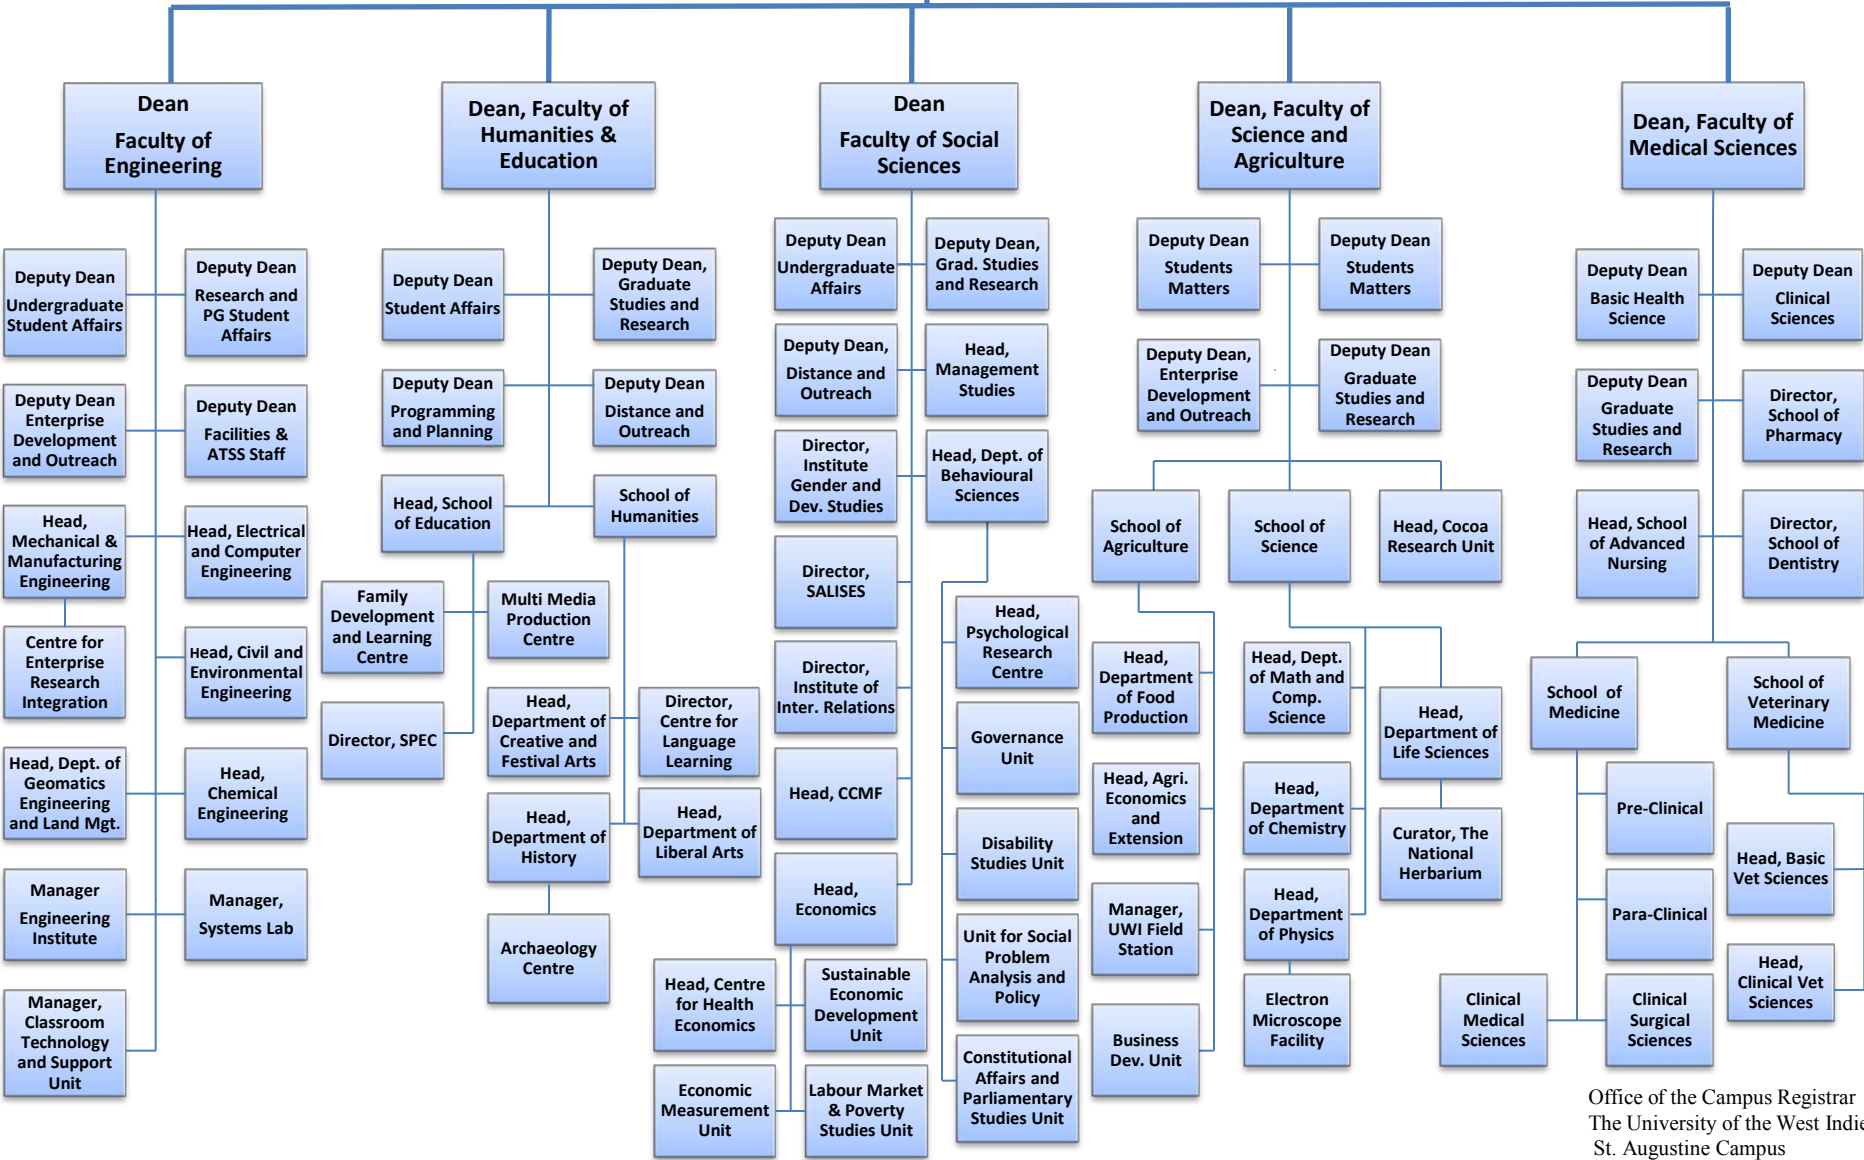 Dean
Faculty of
Engineering
Dean, Faculty of
Humanities &
Education
Dean
Faculty of Social
Sciences
Dean, Faculty of
Science and
Agriculture
Dean, Faculty of
Medical Sciences
Deputy Dean
Undergraduate
Student Affairs
Deputy Dean
Research and
PG Student
Affairs
Deputy Dean
Enterprise
Development
and Outreach
Deputy Dean
Facilities &
ATSS Staff
Head,
Mechanical &
Manufacturing
Engineering
Head, Electrical
and Computer
Engineering
Centre for
Enterprise
Research
Integration
Head, Civil and
Environmental
Engineering
Head, Dept. of
Geomatics
Engineering
and Land Mgt.
Head,
Chemical
Engineering
Manager
Engineering
Institute
Manager,
Systems Lab
Manager,
Classroom
Technology
and Support
Unit
Deputy Dean
Student Affairs
Deputy Dean,
Graduate
Studies and
Research
Deputy Dean
Programming
and Planning
Deputy Dean
Distance and
Outreach
Head, School
of Education
School of
Humanities
Family
Development
and Learning
Centre
Multi Media
Production
Centre
Director, SPEC
Head,
Department of
Creative and
Festival Arts
Director,
Centre for
Language
Learning
Head,
Department of
History
Head,
Department of
Liberal Arts
Archaeology
Centre
Deputy Dean
Undergraduate
Affairs
Deputy Dean,
Grad. Studies
and Research
Deputy Dean,
Distance and
Outreach
Head,
Management
Studies
Director,
Institute
Gender and
Dev. Studies
Head, Dept. of
Behavioural
Sciences
Director,
SALISES
Director,
Institute of
Inter. Relations
Head, CCMF
Head,
Economics
Head, Centre
for Health
Economics
Sustainable
Economic
Development
Unit
Economic
Measurement
Unit
Labour Market
& Poverty
Studies Unit
Head,
Psychological
Research
Centre
Governance
Unit
Disability
Studies Unit
Unit for Social
Problem
Analysis and
Policy
Constitutional
Affairs and
Parliamentary
Studies Unit
Deputy Dean
Students
Matters
Deputy Dean
Students
Matters
Deputy Dean,
Enterprise
Development
and Outreach
Deputy Dean
Graduate
Studies and
Research
School of
Agriculture
School of
Science
Head, Cocoa
Research Unit
Head,
Department
of Food
Production
Head, Agri.
Economics
and
Extension
Manager,
UWI Field
Station
Business
Dev. Unit
Head, Dept.
of Math and
Comp.
Science
Head,
Department
of Chemistry
Head,
Department
of Physics
Electron
Microscope
Facility
Head,
Department of
Life Sciences
Curator, The
National
Herbarium
Deputy Dean
Basic Health
Science
Deputy Dean
Clinical
Sciences
Deputy Dean
Graduate
Studies and
Research
Director,
School of
Pharmacy
Head, School
of Advanced
Nursing
Director,
School of
Dentistry
School of
Medicine
School of
Veterinary
Medicine
Pre-Clinical
Para-Clinical
Clinical
Medical
Sciences
Clinical
Surgical
Sciences
Head, Basic
Vet Sciences
Head,
Clinical Vet
Sciences
Office of the Campus Registrar
The University of the West Indie
St. Augustine Campus